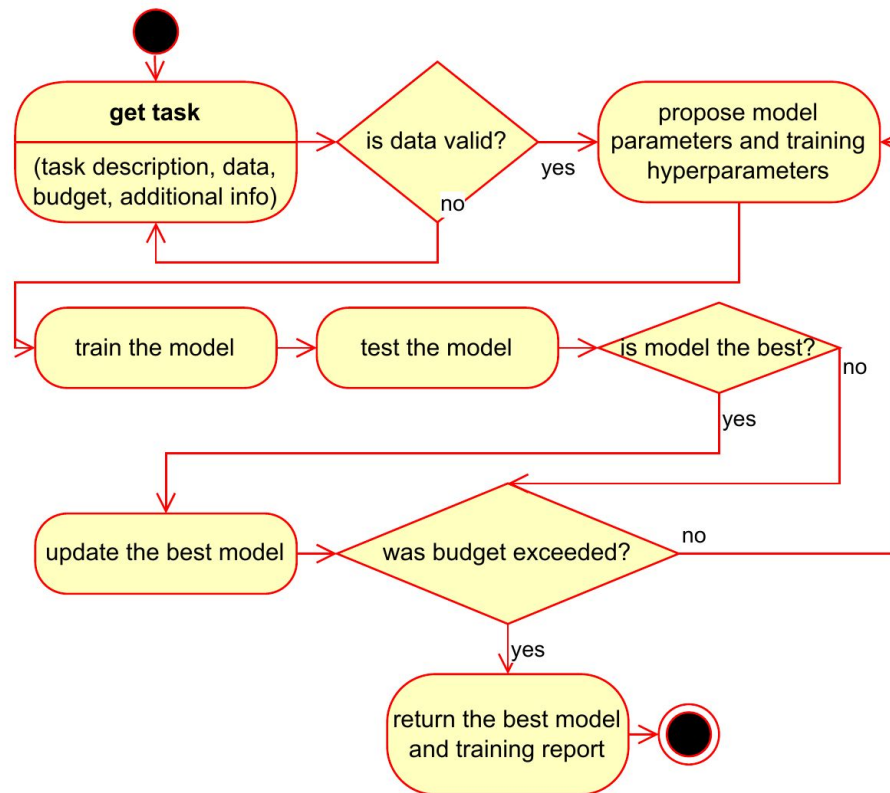 get task
(task description, data,
budget, additional info)
is data valid?
yes
no
propose model
parameters and training
hyperparameters
train the model
test the model
is model the best?
no
yes
update the best model
was budget exceeded?
no
yes
return the best model
and training report